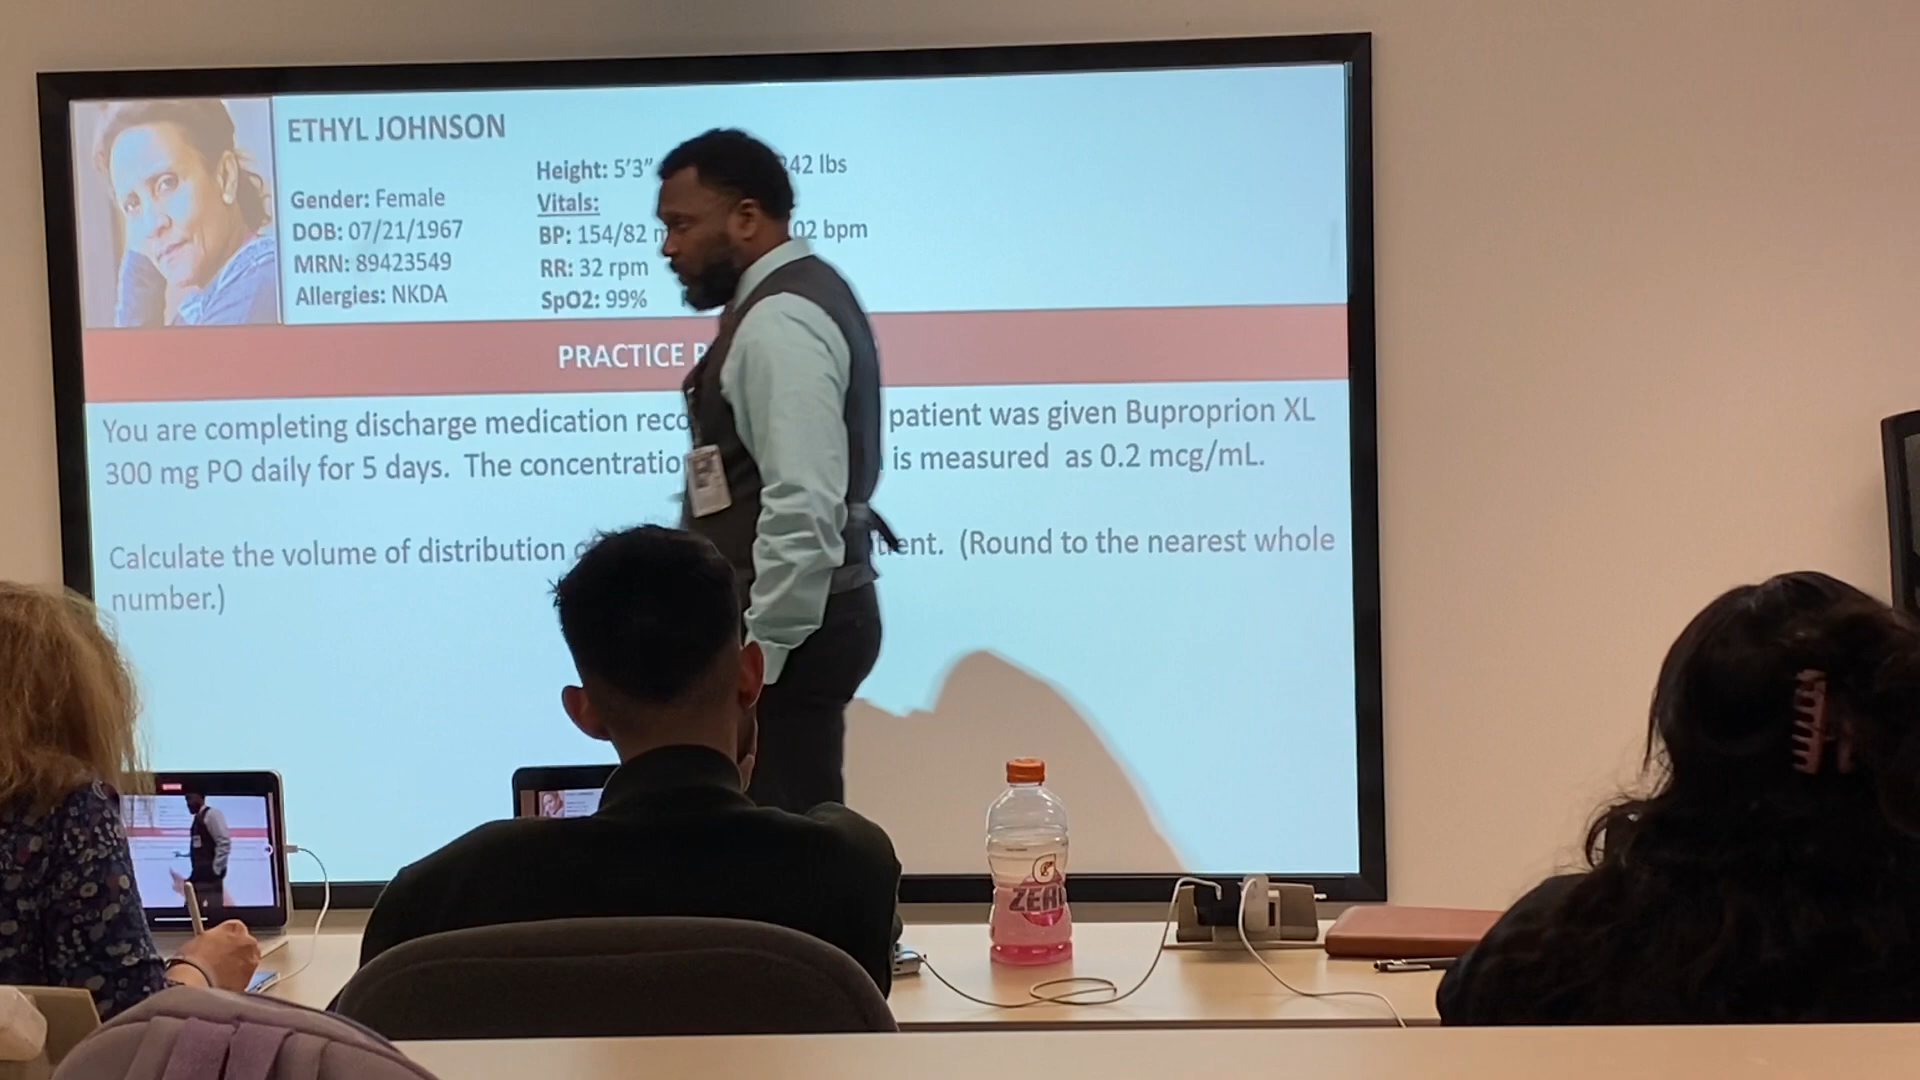 ETHYL JOHNSON
Height: 5'3" 42 lbs
Gender: Female
Vitals:
DOB: 07/21/1967
BP: 154/82 02 bpm
MRN: 89423549
RR: 32 rpm
Allergies: NKDA
SpO2: 99%
PRACTICE
You are completing discharge medication reco patient was given Buproprion XL
300 mg PO daily for 5 days. The concentratio is measured as 0.2 mcg/mL.
Calculate the volume of distribution ent. (Round to the nearest whole
number.)
ZERO